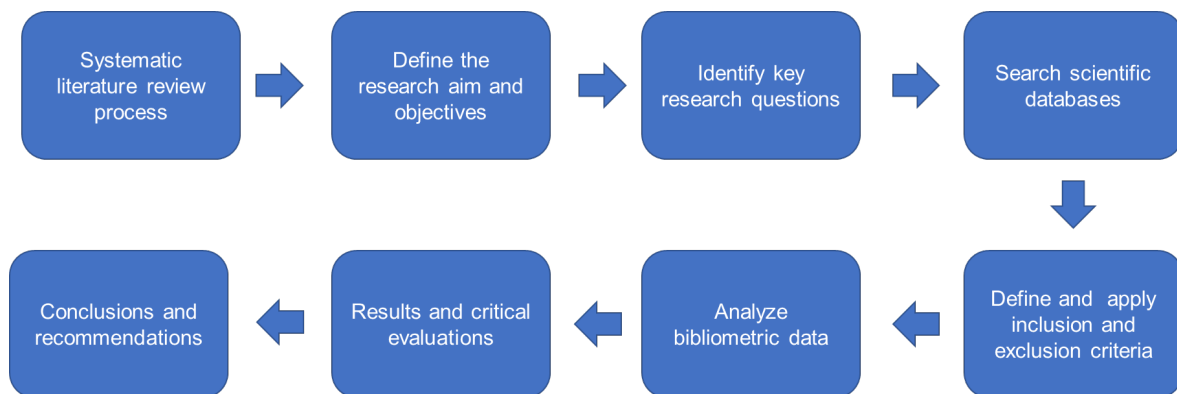 Systematic
literature review
process
Define the
research aim and
objectives
Identify key
research questions
Search scientific
databases
Define and apply
inclusion and
exclusion criteria
Analyze
bibliometric data
Results and critical
evaluations
Conclusions and
recommendations